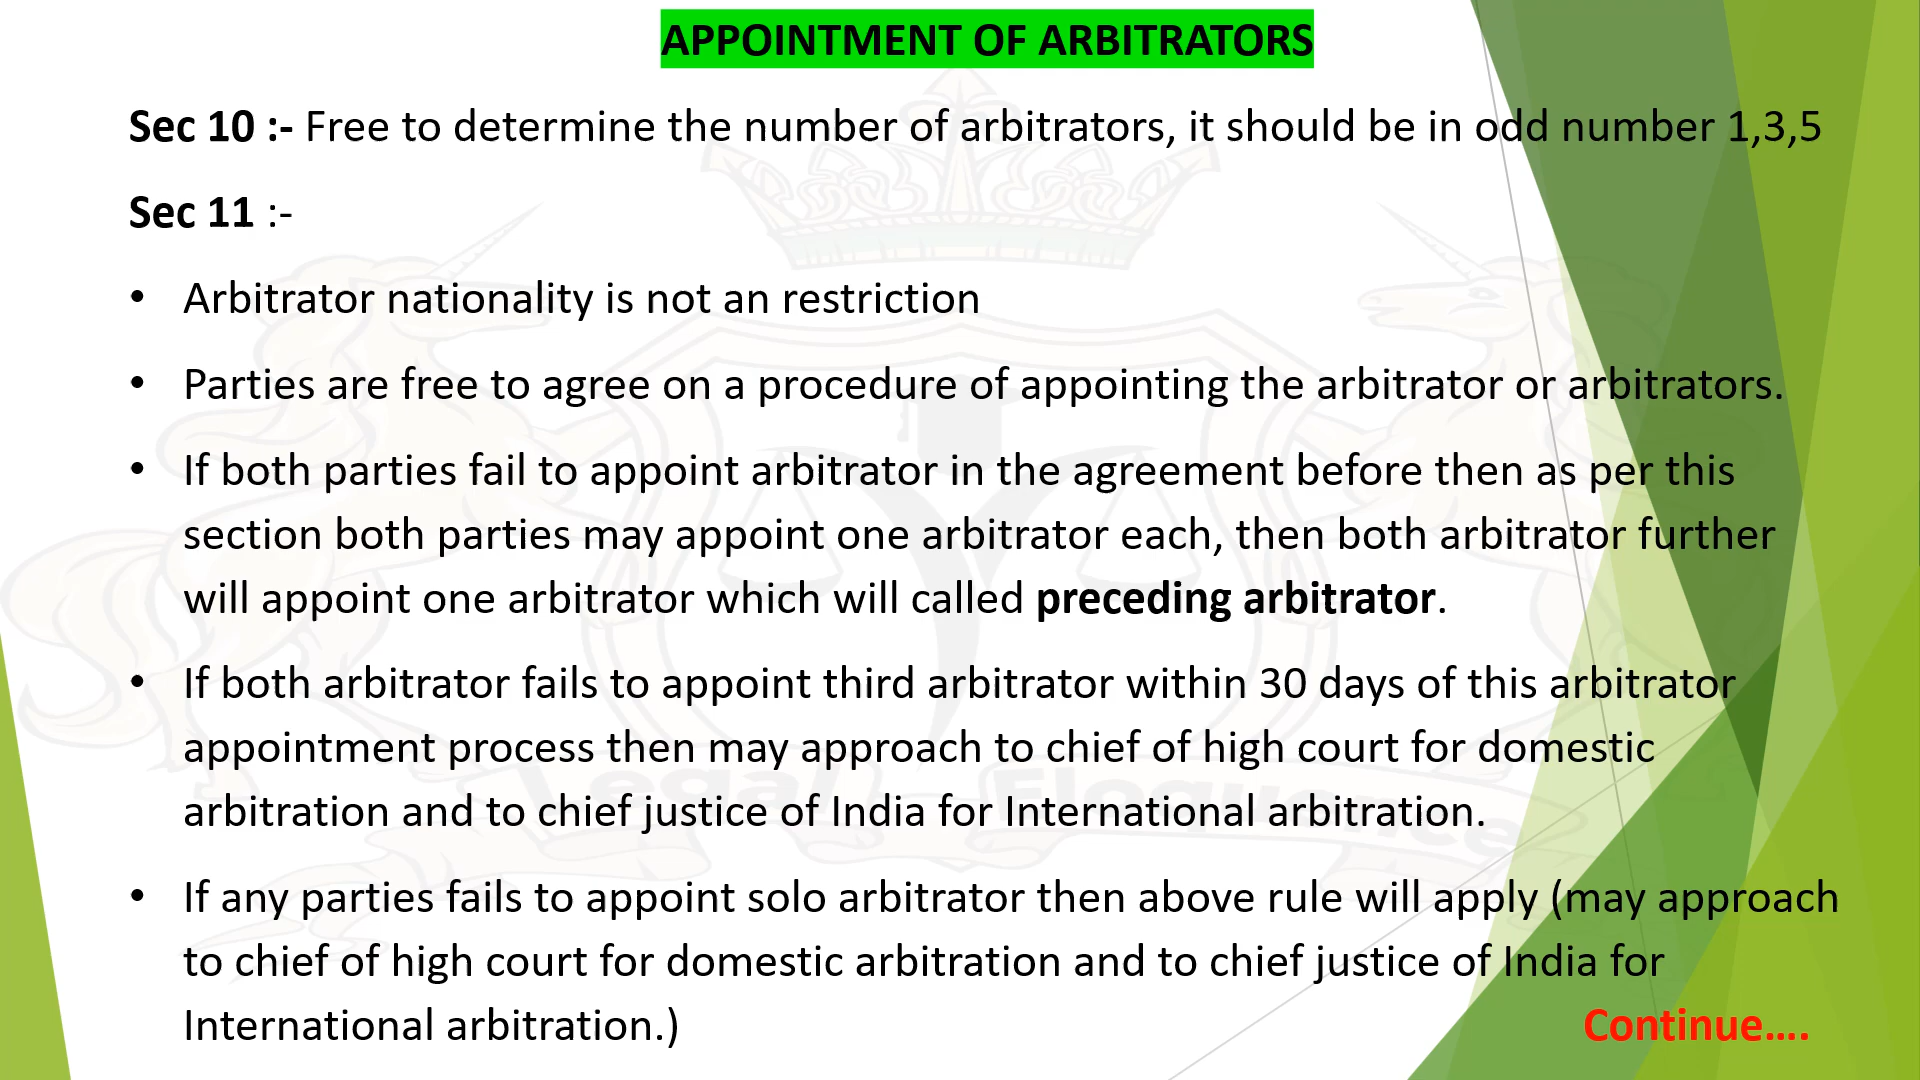 APPOINTMENT OF ARBITRATORS
Sec 10 :- Free to determine the number of arbitrators, it should be in odd number 1,3,5
Sec 11 :-
• Arbitrator nationality is not an restriction
• Parties are free to agree on a procedure of appointing the arbitrator or arbitrators.
• If both parties fail to appoint arbitrator in the agreement before then as per this
section both parties may appoint one arbitrator each, then both arbitrator further
will appoint one arbitrator which will called preceding arbitrator.
• If both arbitrator fails to appoint third arbitrator within 30 days of this arbitrator
appointment process then may approach to chief of high court for domestic
arbitration and to chief justice of India for International arbitration.
Legal Eloquence
• If any parties fails to appoint solo arbitrator then above rule will apply (may approach
to chief of high court for domestic arbitration and to chief justice of India for
International arbitration.)
Continue....